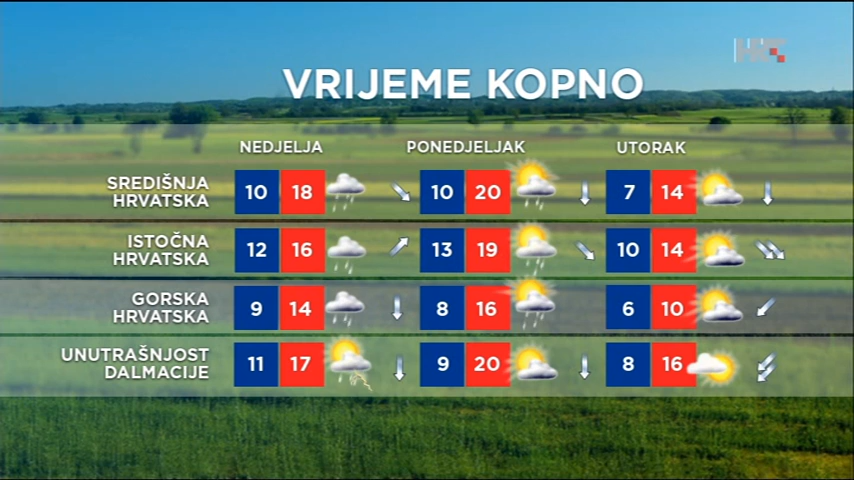 HRT
VRIJEME KOPNO
NEDJELJA PONEDJELJAK UTORAK
SREDIŠNJA
HRVATSKA
10 18 10 20 7 14
ISTOČNA
HRVATSKA
12 16 13 19 10 14
GORSKA
HRVATSKA
9 14 8 16 6 10
UNUTRAŠNJOST
DALMACIJE
11 17 9 20 8 16